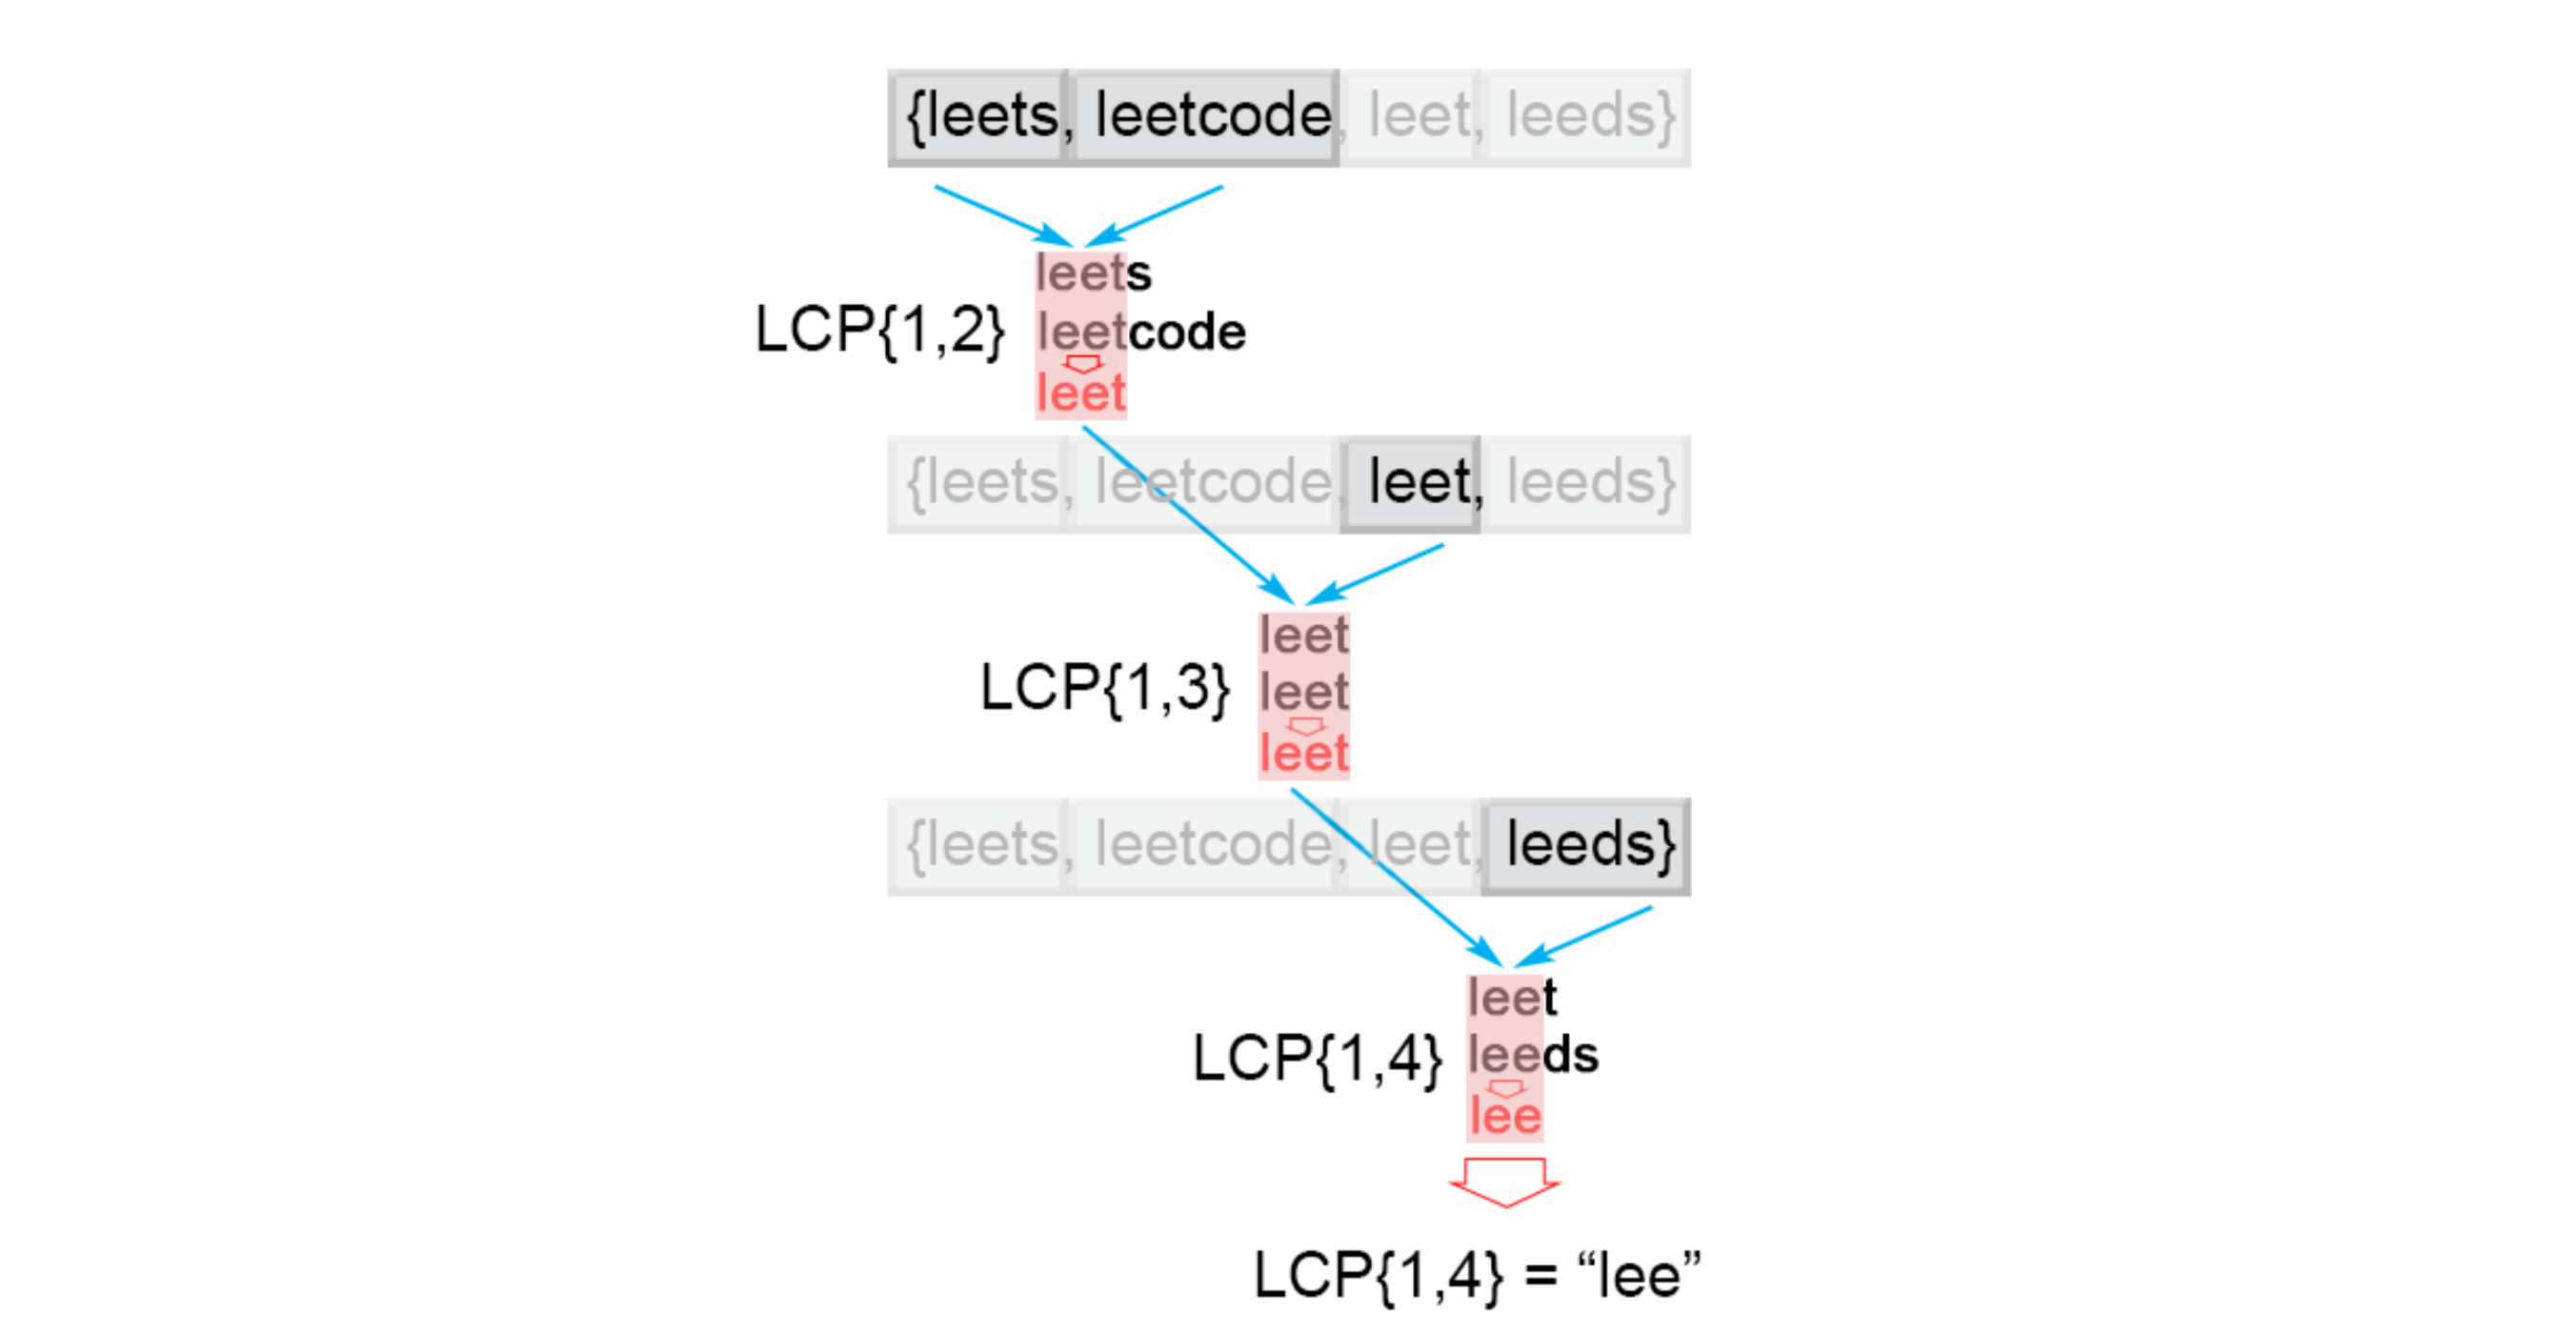 {leets, leetcode, leet, leeds}
leets
LCP{1,2}
leetcode
leet
{leets, leetcode, leet, leeds}
leet
LCP{1,3}
leet
leet
{leets, leetcode, leet, leeds}
leet
LCP{1,4}
leeds
lee
LCP{1,4} = “lee”